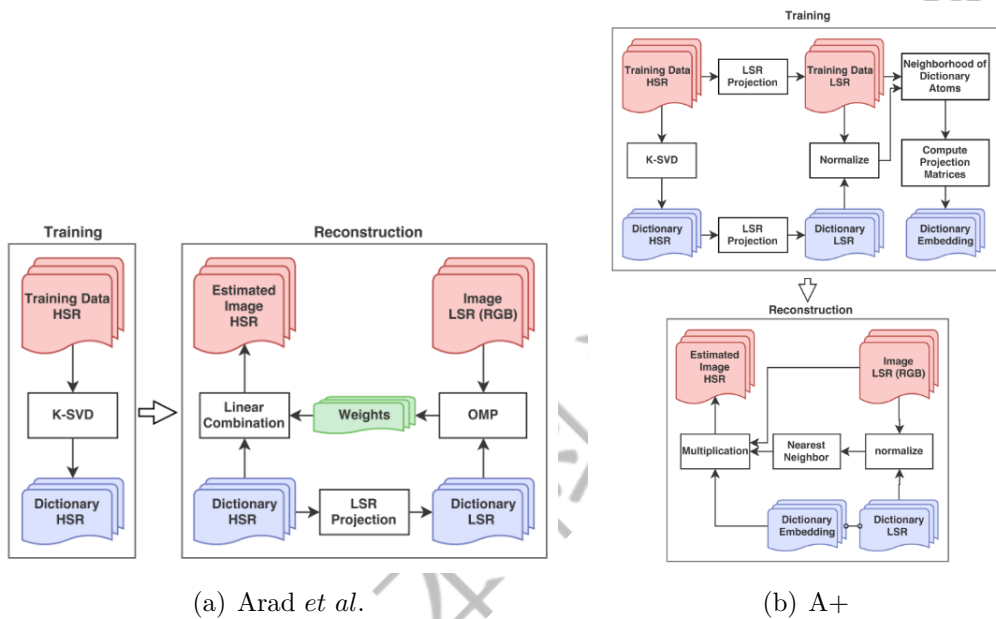 Training
Training Data
HSR
K-SVD
Dictionary
HSR
Reconstruction
Estimated
Image
HSR
Image
LSR (RGB)
Linear
Combination
Weights
OMP
Dictionary
HSR
LSR
Projection
Dictionary
LSR
(a) Arad et al.
Training
Training Data
HSR
LSR
Projection
Training Data
LSR
Neighborhood of
Dictionary
Atoms
K-SVD
Normalize
Compute
Projection
Matrices
Dictionary
HSR
LSR
Projection
Dictionary
LSR
Dictionary
Embedding
Reconstruction
Estimated
Image
HSR
Image
LSR (RGB)
Multiplication
Nearest
Neighbor
normalize
Dictionary
Embedding
Dictionary
LSR
(b) A+